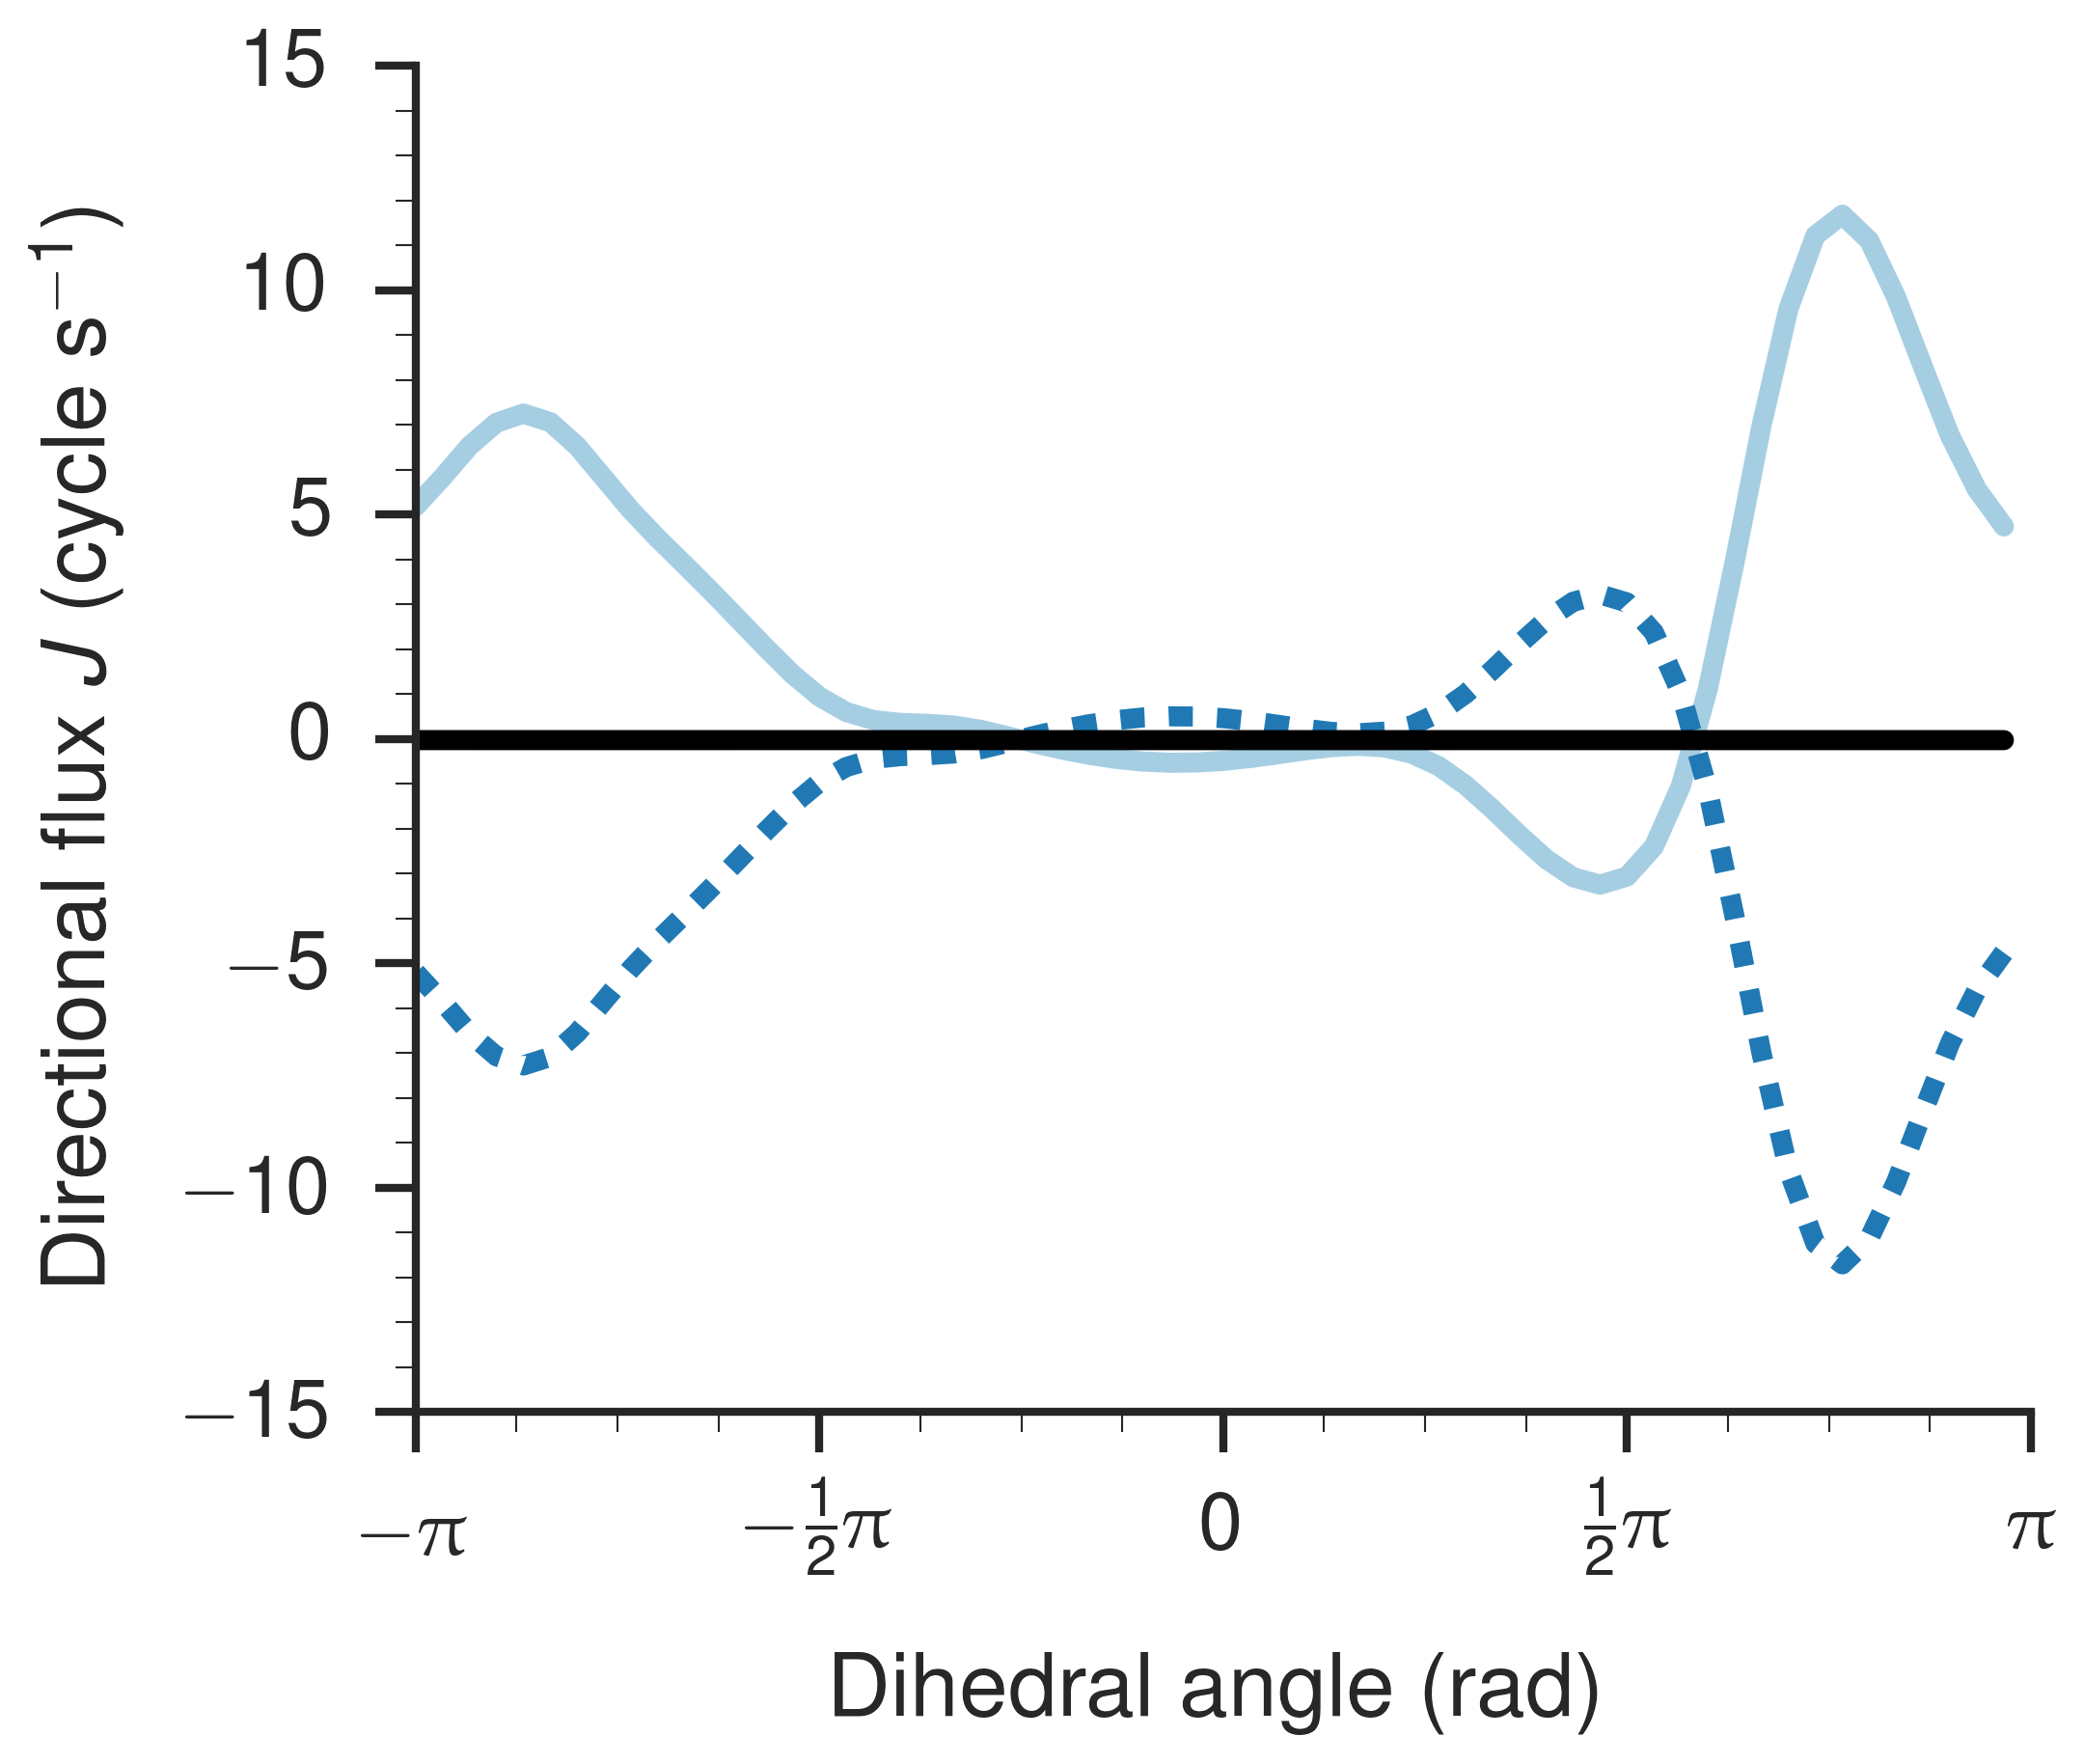 Directional flux J (cycle s⁻¹)
15
10
5
0
−5
−10
−15
−π
−½π
0
½π
π
Dihedral angle (rad)